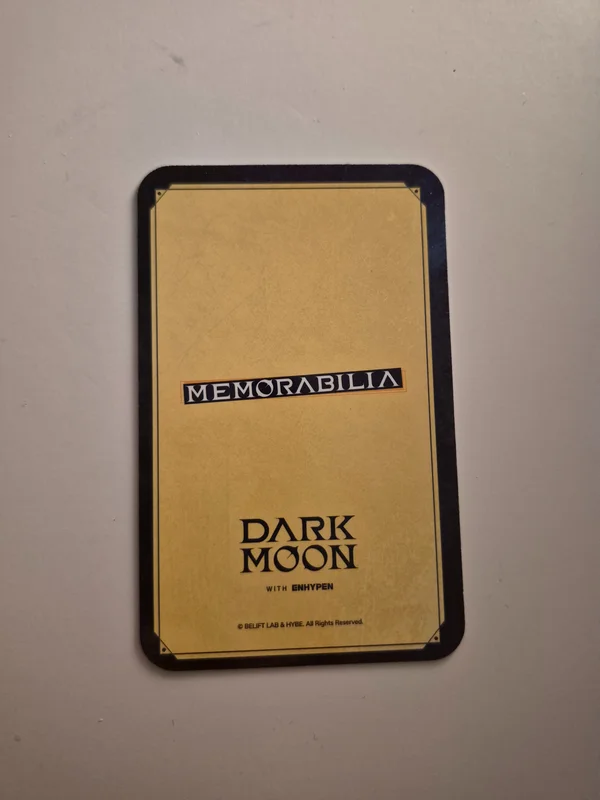 MEMORABILIA
DARK
MOON
WITH ENHYPEN
© BELIFT LAB & HYBE. All Rights Reserved.